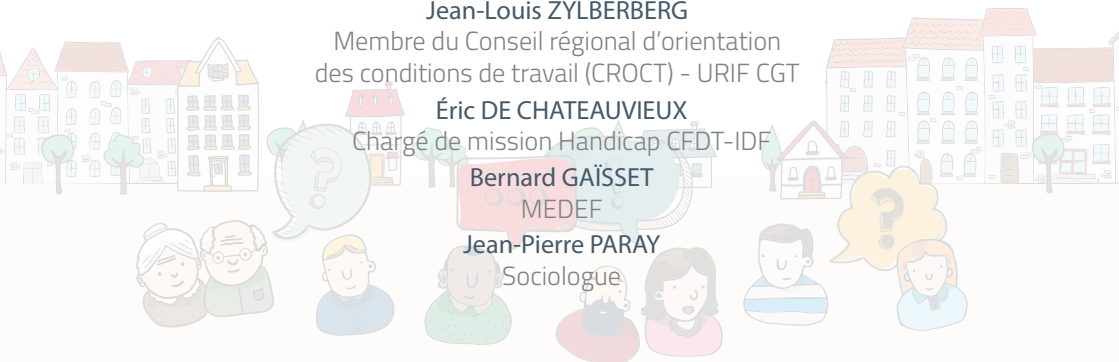 Jean-Louis ZYLBERBERG
Membre du Conseil régional d'orientation
des conditions de travail (CROCT) - URIF CGT
Éric DE CHATEAUVIEUX
Chargé de mission Handicap CFDT-IDF
Bernard GAÏSSET
MEDEF
Jean-Pierre PARAY
Sociologue
?
?